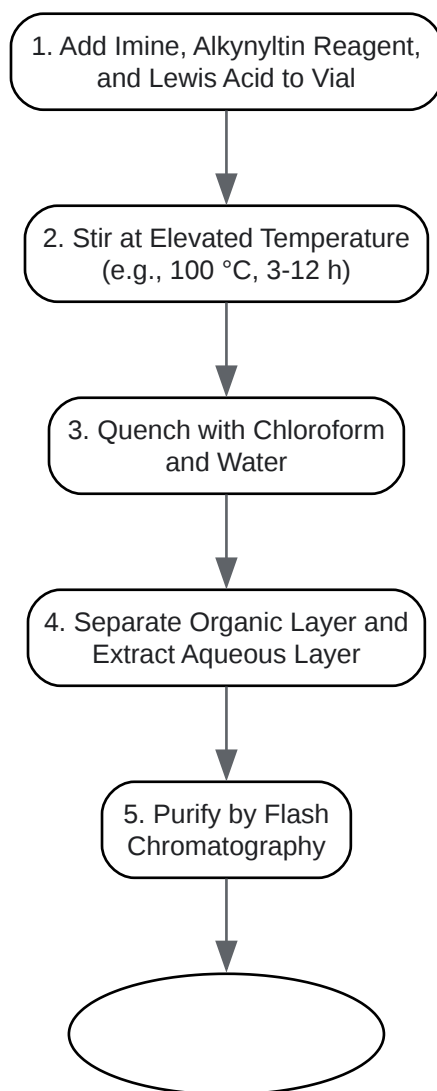 1. Add Imine, Alkynyltin Reagent,
and Lewis Acid to Vial
2. Stir at Elevated Temperature
(e.g., 100 °C, 3-12 h)
3. Quench with Chloroform
and Water
4. Separate Organic Layer and
Extract Aqueous Layer
5. Purify by Flash
Chromatography